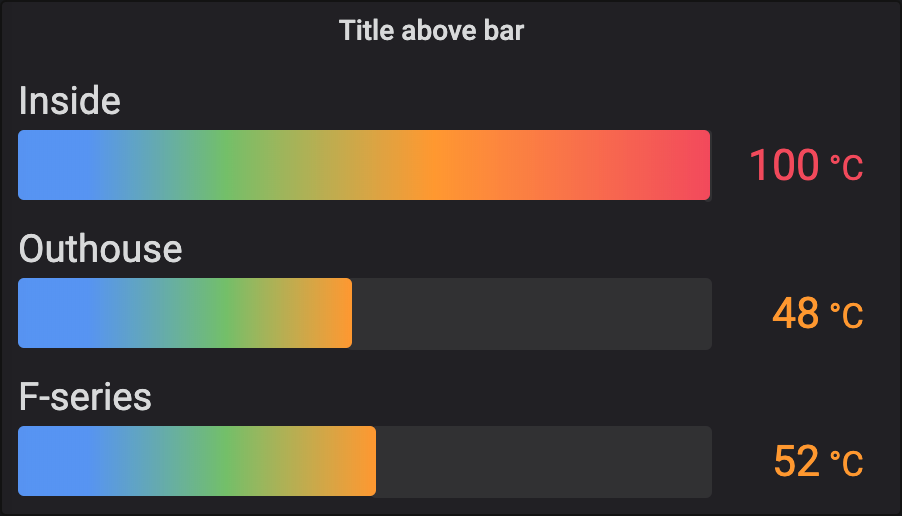 Title above bar
Inside
100 °C
Outhouse
48 °C
F-series
52 °C